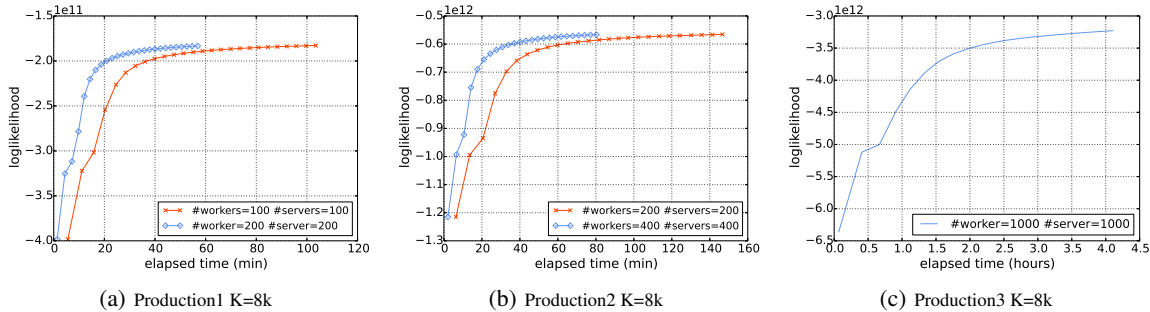 −1.5 1e11
−2.0
−2.5
−3.0
−3.5
−4.0
0 20 40 60 80 100 120
loglikelihood
elapsed time (min)
#workers=100 #servers=100
#worker=200 #server=200
(a) Production1 K=8k
−0.5 1e12
−0.6
−0.7
−0.8
−0.9
−1.0
−1.1
−1.2
−1.3
0 20 40 60 80 100 120 140 160
loglikelihood
elapsed time (min)
#workers=200 #servers=200
#workers=400 #servers=400
(b) Production2 K=8k
−3.0 1e12
−3.5
−4.0
−4.5
−5.0
−5.5
−6.0
−6.5
0.0 0.5 1.0 1.5 2.0 2.5 3.0 3.5 4.0 4.5
loglikelihood
elapsed time (hours)
#worker=1000 #server=1000
(c) Production3 K=8k